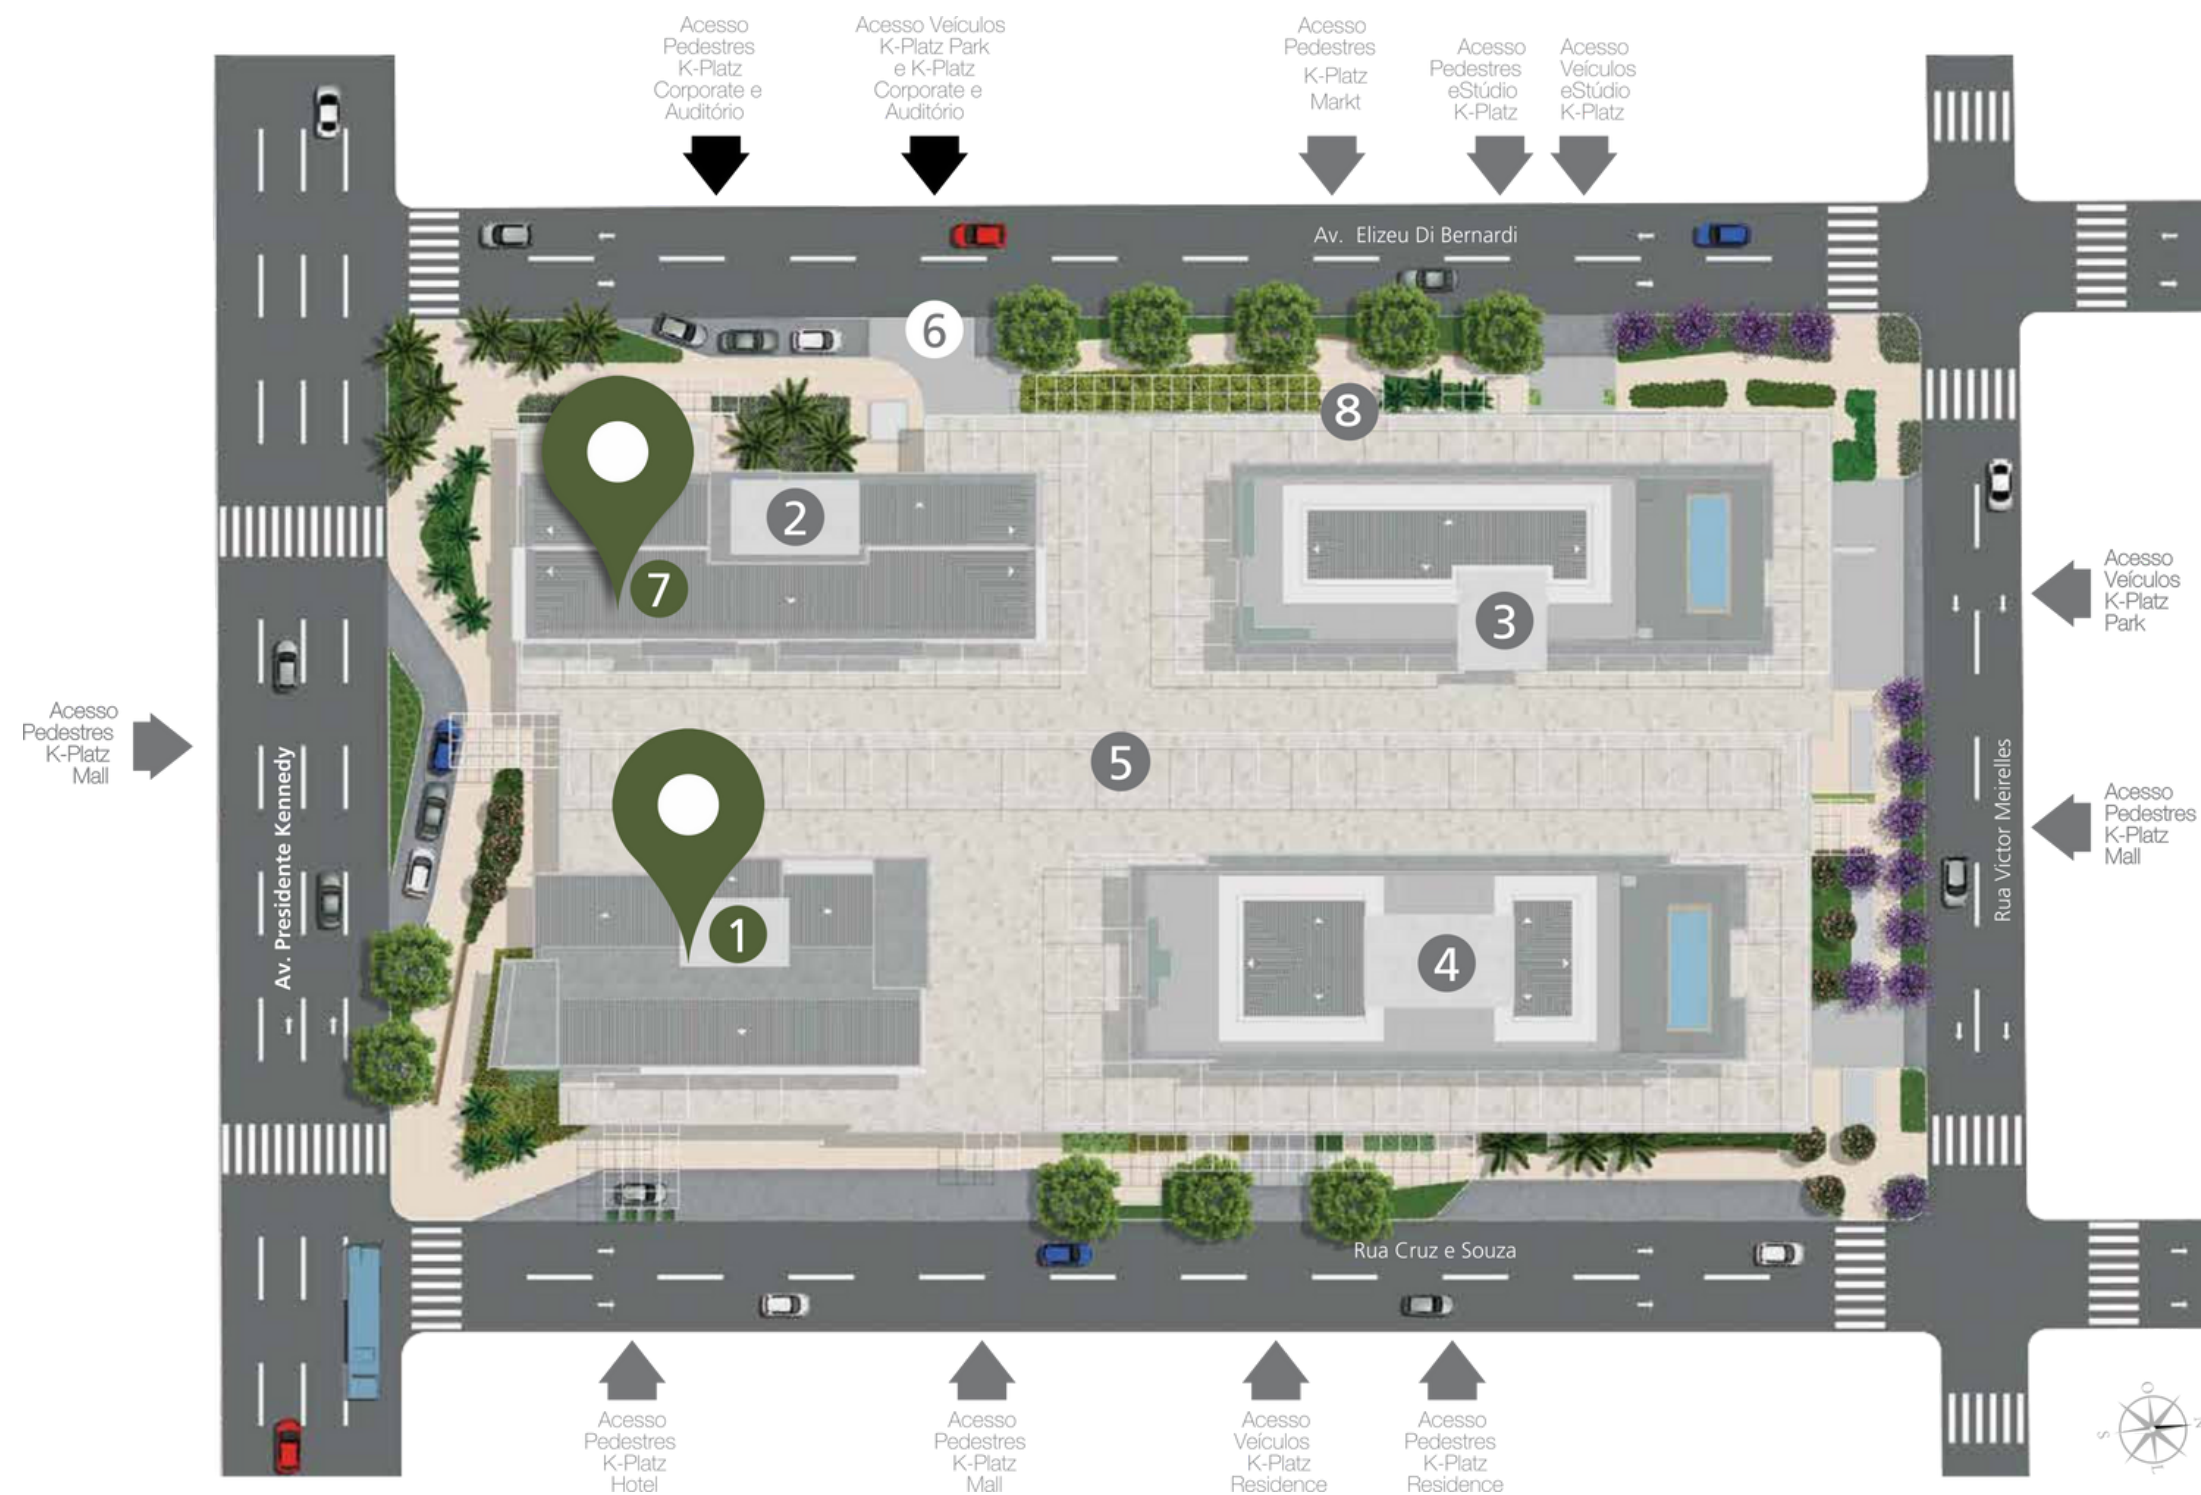 Acesso
Pedestres
K-Platz
Corporate e
Auditório
Acesso Veículos
K-Platz Park
e K-Platz
Corporate e
Auditório
Acesso
Pedestres
K-Platz
Markt
Acesso
Pedestres
eStúdio
K-Platz
Acesso
Veículos
eStúdio
K-Platz
Av. Elizeu Di Bernardi
6
8
2
7
3
Acesso
Veículos
K-Platz
Park
Acesso
Pedestres
K-Platz
Mall
Av. Presidente Kennedy
5
Rua Victor Meirelles
Acesso
Pedestres
K-Platz
Mall
1
4
Rua Cruz e Souza
Acesso
Pedestres
K-Platz
Hotel
Acesso
Pedestres
K-Platz
Mall
Acesso
Veículos
K-Platz
Residence
Acesso
Pedestres
K-Platz
Residence
O
N
S
L